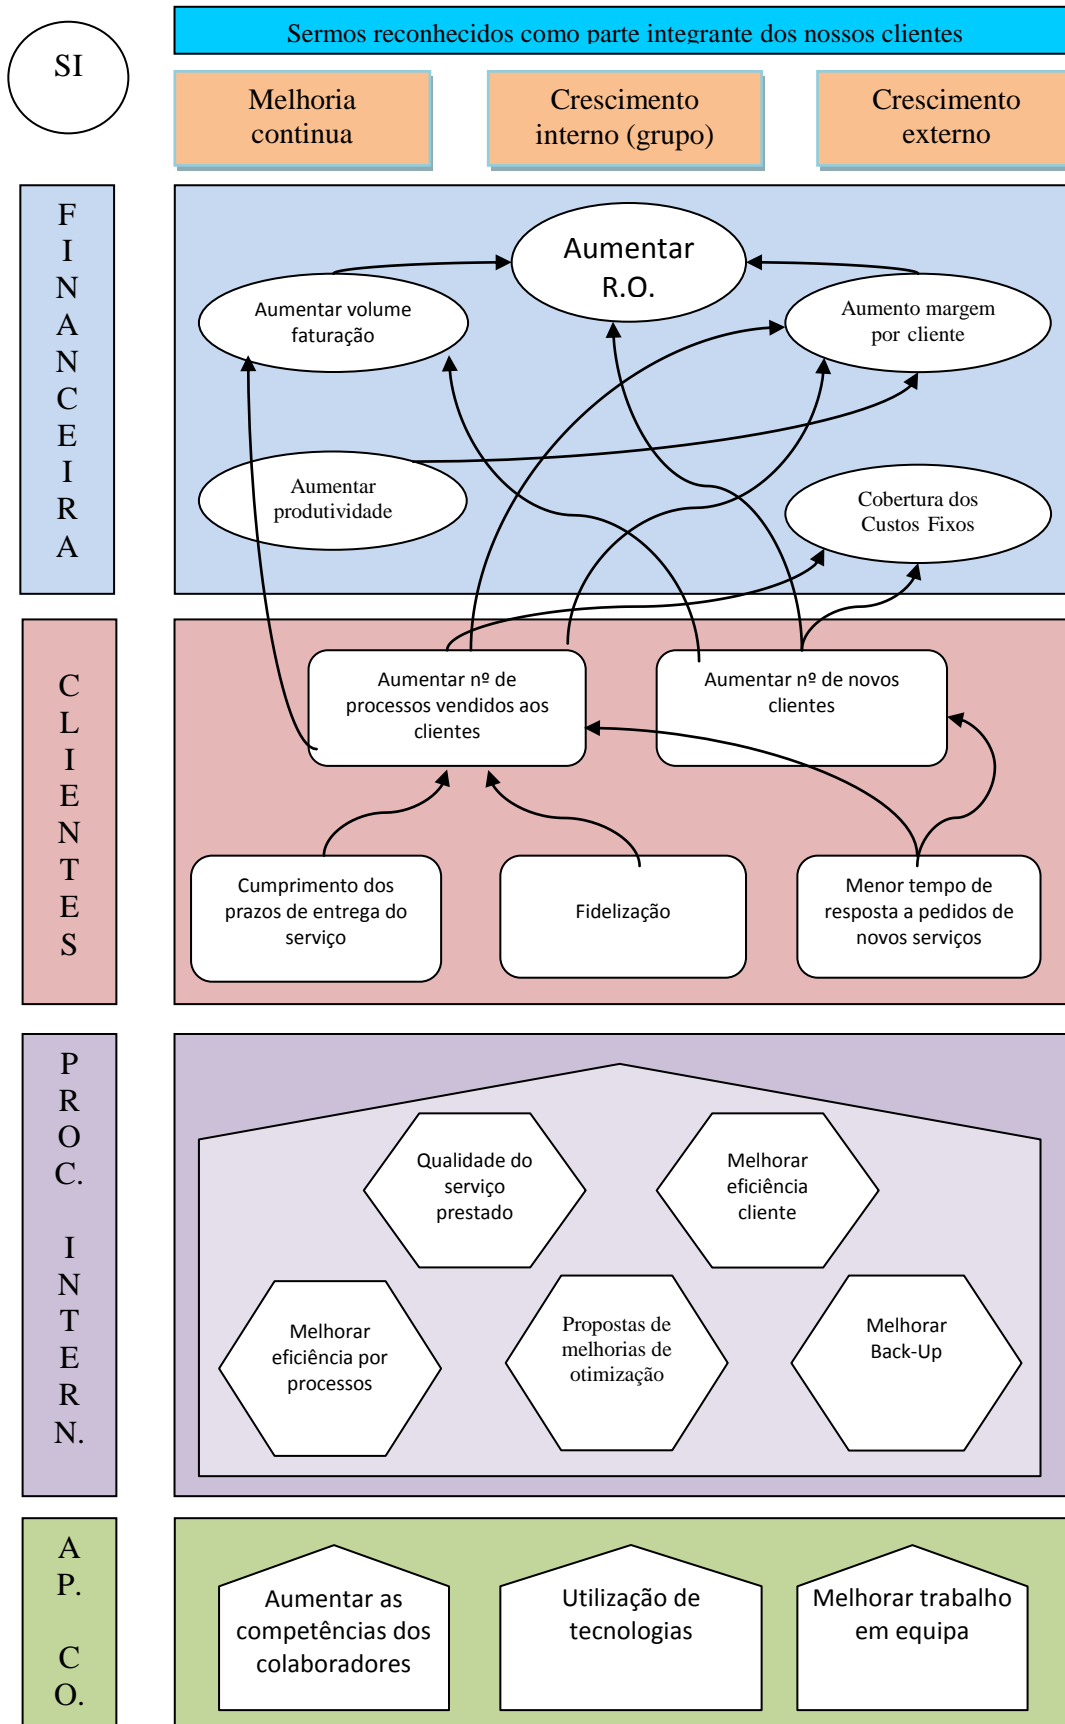 SI
Sermos reconhecidos como parte integrante dos nossos clientes
Melhoria
continua
Crescimento
interno (grupo)
Crescimento
externo
F
I
N
A
N
C
E
I
R
A
Aumentar
R.O.
Aumentar volume
faturação
Aumento margem
por cliente
Aumentar
produtividade
Cobertura dos
Custos Fixos
C
L
I
E
N
T
E
S
Aumentar nº de
processos vendidos aos
clientes
Aumentar nº de novos
clientes
Cumprimento dos
prazos de entrega do
serviço
Fidelização
Menor tempo de
resposta a pedidos de
novos serviços
P
R
O
C.
I
N
T
E
R
N.
Qualidade do
serviço
prestado
Melhorar
eficiência
cliente
Melhorar
eficiência por
processos
Propostas de
melhorias de
otimização
Melhorar
Back-Up
A
P.
C
O.
Aumentar as
competências dos
colaboradores
Utilização de
tecnologias
Melhorar trabalho
em equipa